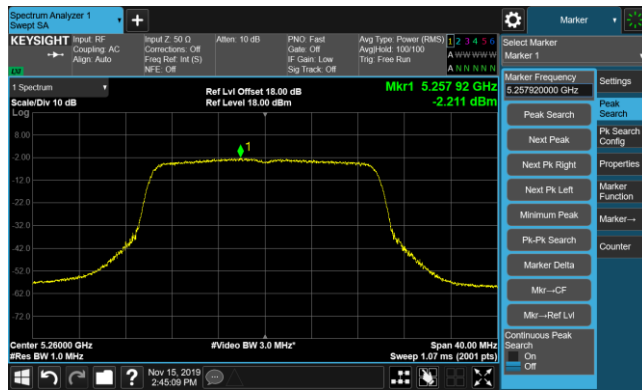 Spectrum Analyzer 1
Swept SA
Marker
KEYSIGHT
Input: RF
Coupling: AC
Align: Auto
Input Z: 50 Ω
Corrections: Off
Freq Ref: Int (S)
NFE: Off
Atten: 10 dB
PNO: Fast
Gate: Off
IF Gain: Low
Sig Track: Off
Avg Type: Power (RMS)
Avg|Hold: 100/100
Trig: Free Run
1 2 3 4 5 6
A W W W W W
A N N N N N
Select Marker
Marker 1
LXI
1 Spectrum
Scale/Div 10 dB
Ref Lvl Offset 18.00 dB
Ref Level 18.00 dBm
Mkr1 5.257 92 GHz
-2.211 dBm
Log
8.00
-2.00
-12.0
-22.0
-32.0
-42.0
-52.0
-62.0
-72.0
1
Center 5.26000 GHz
#Res BW 1.0 MHz
#Video BW 3.0 MHz*
Span 40.00 MHz
Sweep 1.07 ms (2001 pts)
Marker Frequency
5.257920000 GHz
Peak Search
Next Peak
Next Pk Right
Next Pk Left
Minimum Peak
Pk-Pk Search
Marker Delta
Mkr→CF
Mkr→Ref Lvl
Continuous Peak
Search
On
Off
Settings
Peak
Search
Pk Search
Config
Properties
Marker
Function
Marker→
Counter
Nov 15, 2019
2:45:09 PM